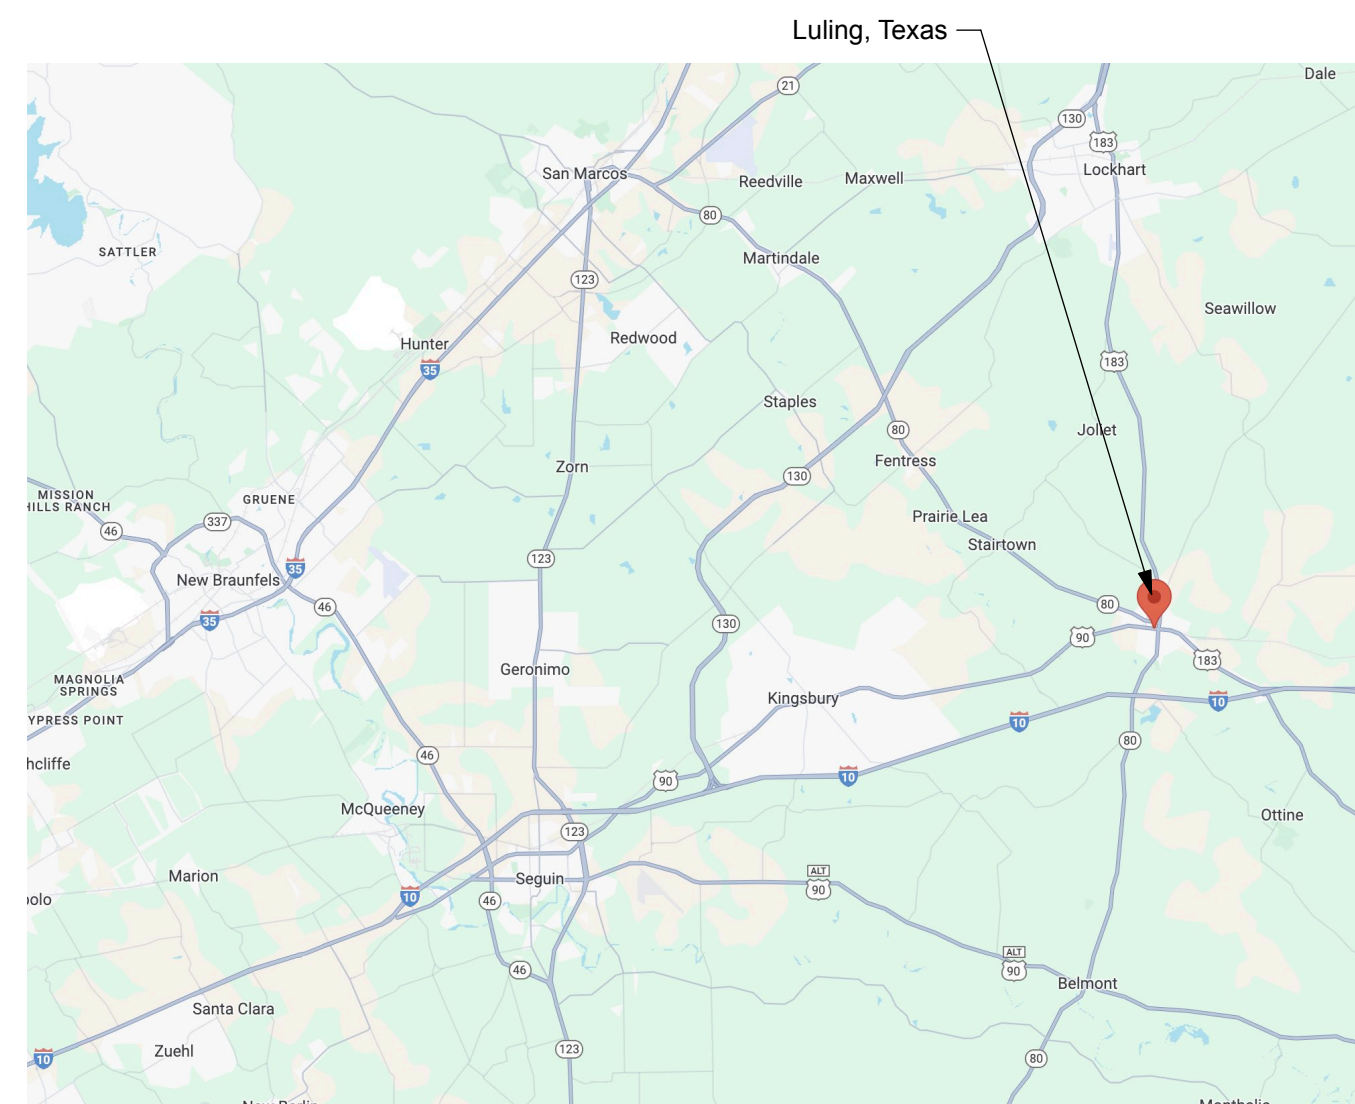 Luling, Texas
Dale
21
130
183
San Marcos
Lockhart
Reedville
Maxwell
80
SATTLER
Martindale
123
Seawillow
Redwood
Hunter
35
183
Staples
80
Jolliet
Fentress
Zorn
130
MISSION
HILLS RANCH
GRUENE
Prairie Lea
337
46
Stairtown
123
35
New Braunfels
46
80
35
130
90
183
Geronimo
MAGNOLIA
SPRINGS
Kingsbury
10
YPRESS POINT
10
80
46
hcliffe
90
10
McQueeney
Ottine
123
Marion
ALT
90
Seguin
10
46
olo
ALT
90
46
Belmont
Santa Clara
Zuehl
123
10
80